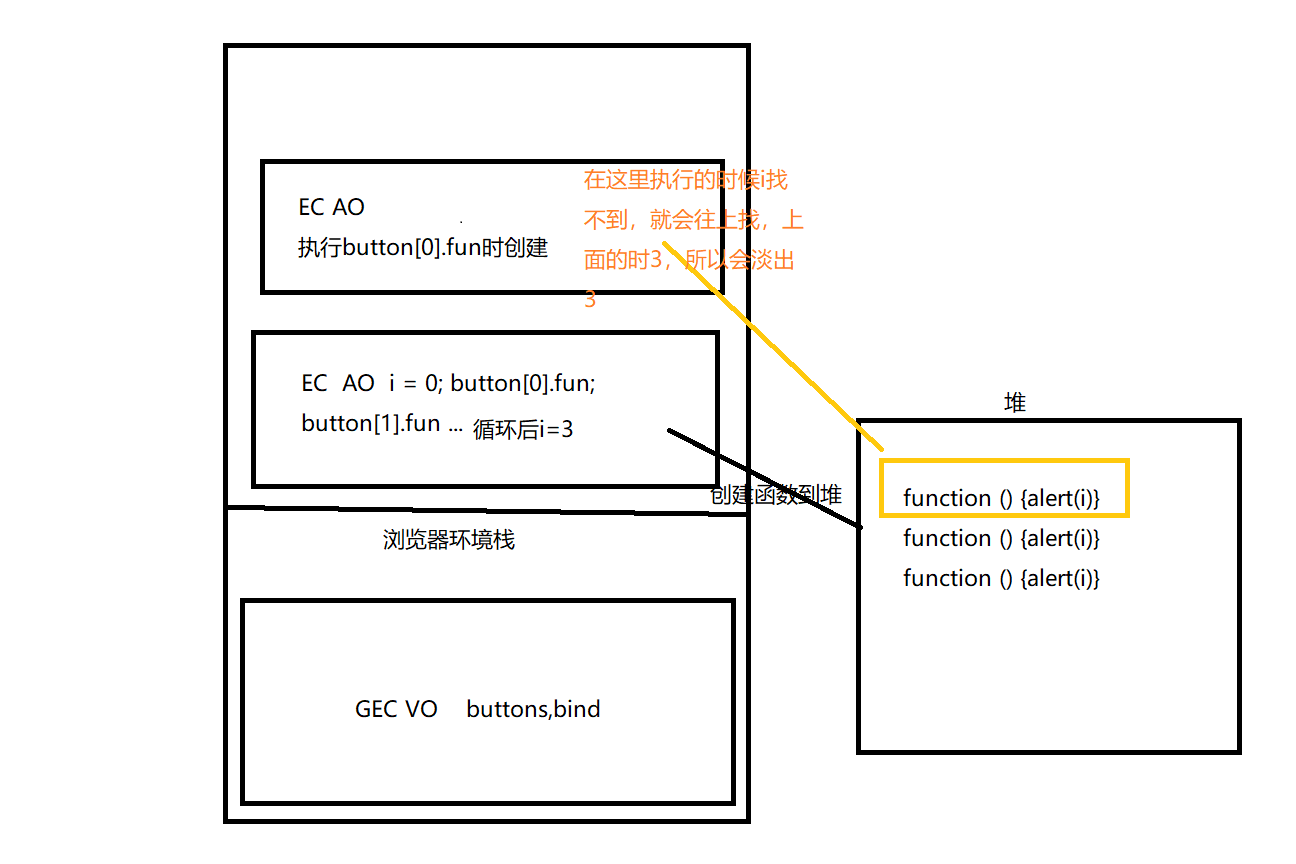 EC AO
执行button[0].fun时创建
在这里执行的时候i找
不到，就会往上找，上
面的时3，所以会淡出
3
EC  AO  i = 0; button[0].fun;
button[1].fun ... 循环后i=3
堆
创建函数到堆
function () {alert(i)}
function () {alert(i)}
function () {alert(i)}
浏览器环境栈
GEC VO    buttons,bind